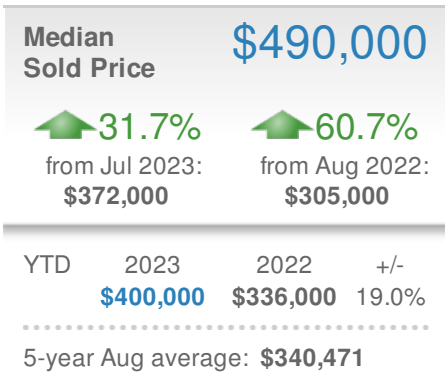 Median
Sold Price
$490,000
31.7%
from Jul 2023:
$372,000
60.7%
from Aug 2022:
$305,000
YTD 2023 2022 +/-
$400,000 $336,000 19.0%
5-year Aug average: $340,471